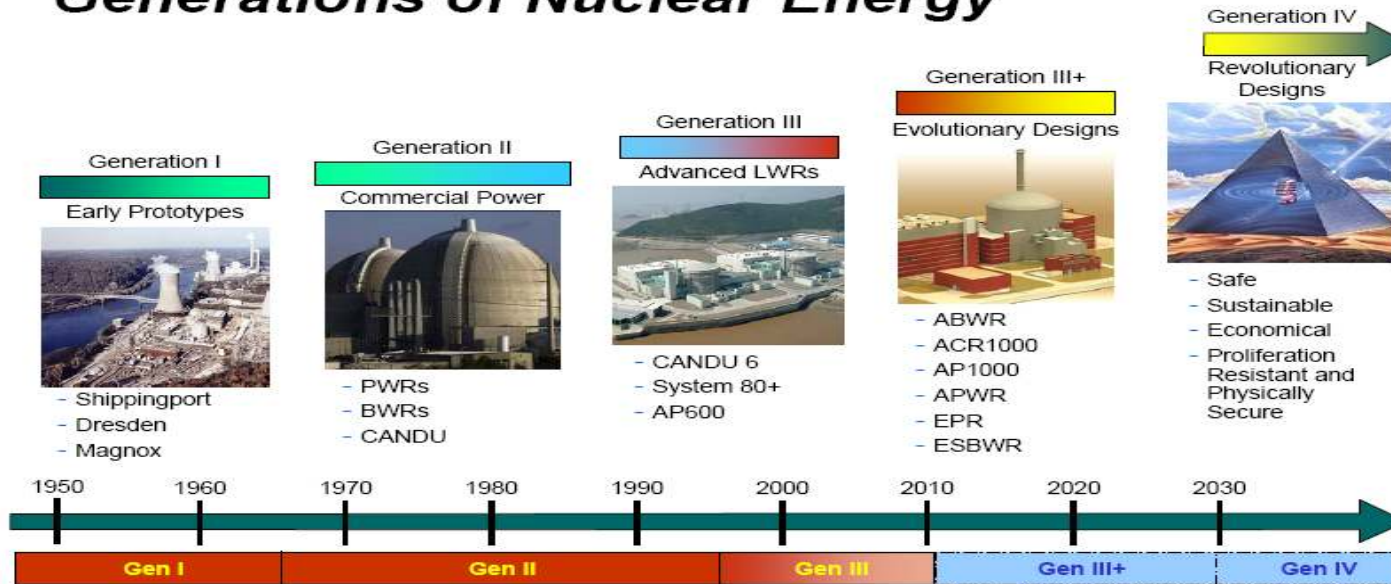 Generations of Nuclear Energy
Generation I
Early Prototypes
- Shippingport
- Dresden
- Magnox
Generation II
Commercial Power
- PWRs
- BWRs
- CANDU
Generation III
Advanced LWRs
- CANDU 6
- System 80+
- AP600
Generation III+
Evolutionary Designs
- ABWR
- ACR1000
- AP1000
- APWR
- EPR
- ESBWR
Generation IV
Revolutionary
Designs
- Safe
- Sustainable
- Economical
- Proliferation
Resistant and
Physically
Secure
1950 1960 1970 1980 1990 2000 2010 2020 2030
Gen I Gen II Gen III Gen III+ Gen IV